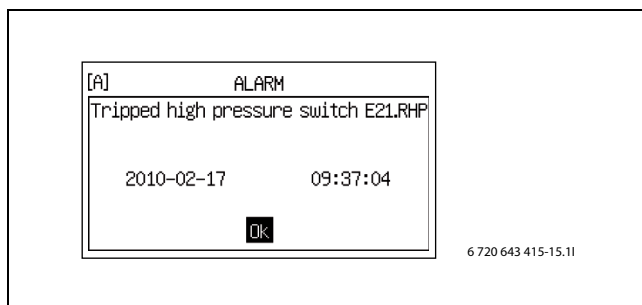 [A] ALARM
Tripped high pressure switch E21.RHP
2010-02-17 09:37:04
Ok
6 720 643 415-15.1I